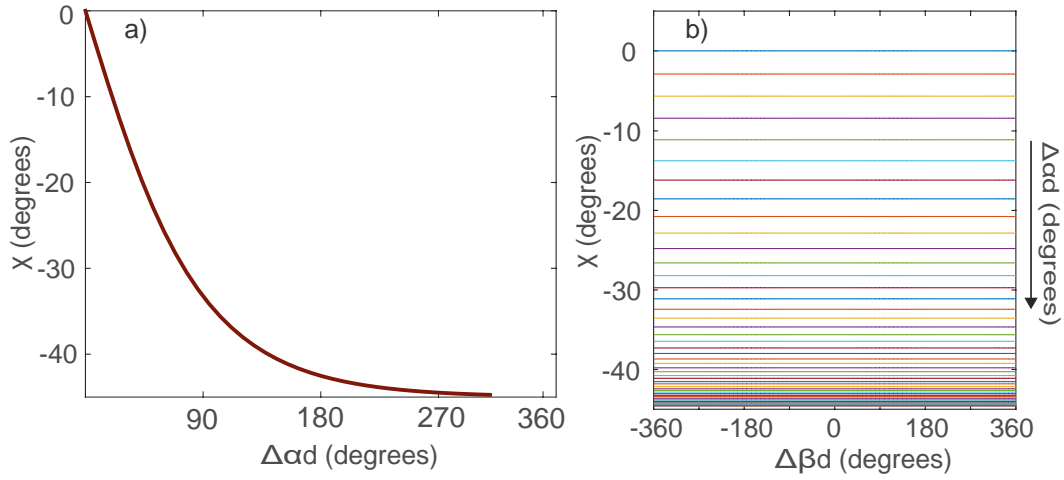 a)
0
-10
-20
-30
-40
χ (degrees)
90
180
270
360
Δαd (degrees)
b)
0
-10
-20
-30
-40
χ (degrees)
-360
-180
0
180
360
Δβd (degrees)
Δαd (degrees)